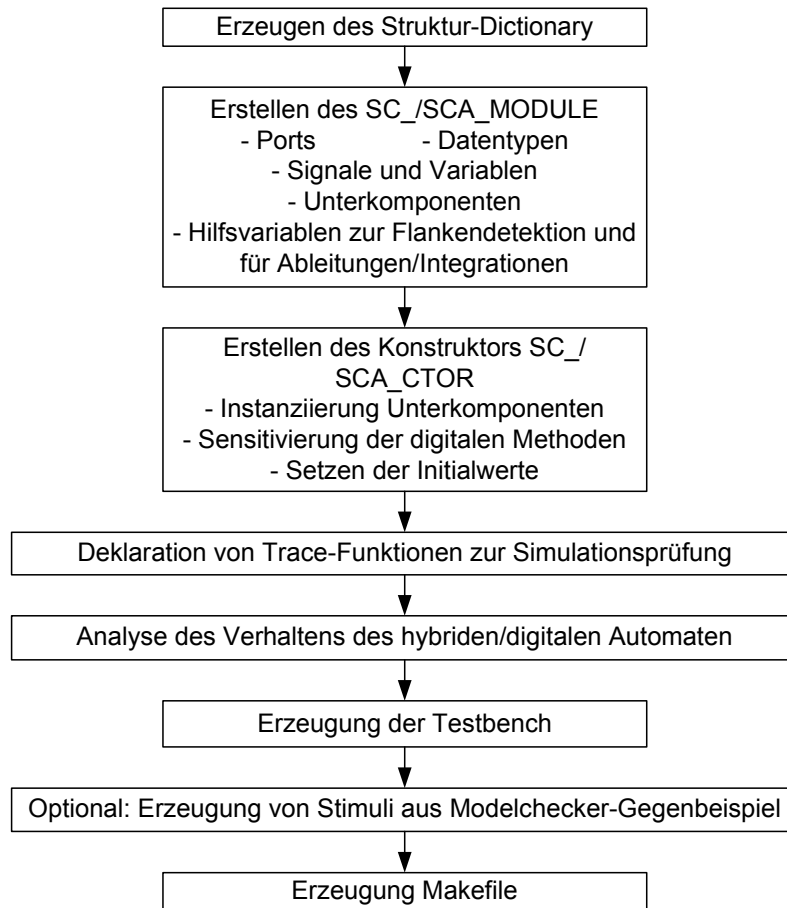 Erzeugen des Struktur-Dictionary
Erstellen des SC_/SCA_MODULE
- Ports - Datentypen
- Signale und Variablen
- Unterkomponenten
- Hilfsvariablen zur Flankendetektion und
für Ableitungen/Integrationen
Erstellen des Konstruktors SC_/
SCA_CTOR
- Instanziierung Unterkomponenten
- Sensitivierung der digitalen Methoden
- Setzen der Initialwerte
Deklaration von Trace-Funktionen zur Simulationsprüfung
Analyse des Verhaltens des hybriden/digitalen Automaten
Erzeugung der Testbench
Optional: Erzeugung von Stimuli aus Modelchecker-Gegenbeispiel
Erzeugung Makefile